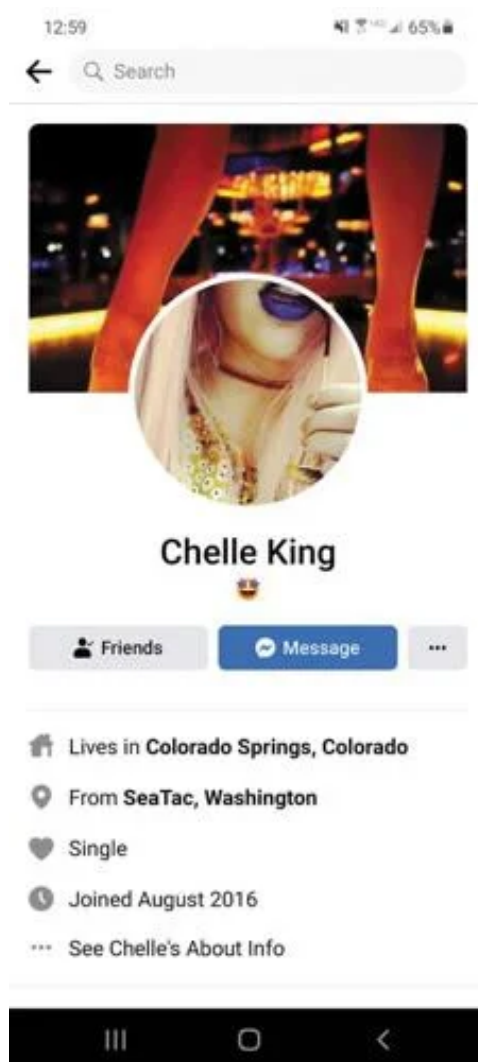 12:59
65%
Search
Chelle King
Friends
Message
Lives in Colorado Springs, Colorado
From SeaTac, Washington
Single
Joined August 2016
See Chelle's About Info